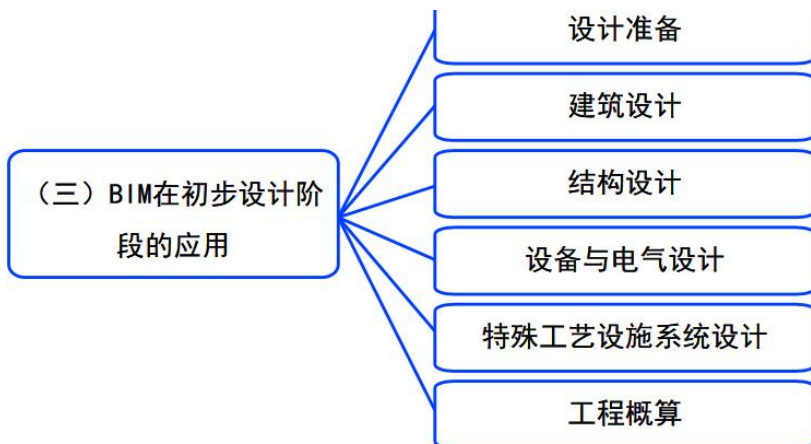 设计准备
建筑设计
（三）BIM在初步设计阶
段的应用
结构设计
设备与电气设计
特殊工艺设施系统设计
工程概算